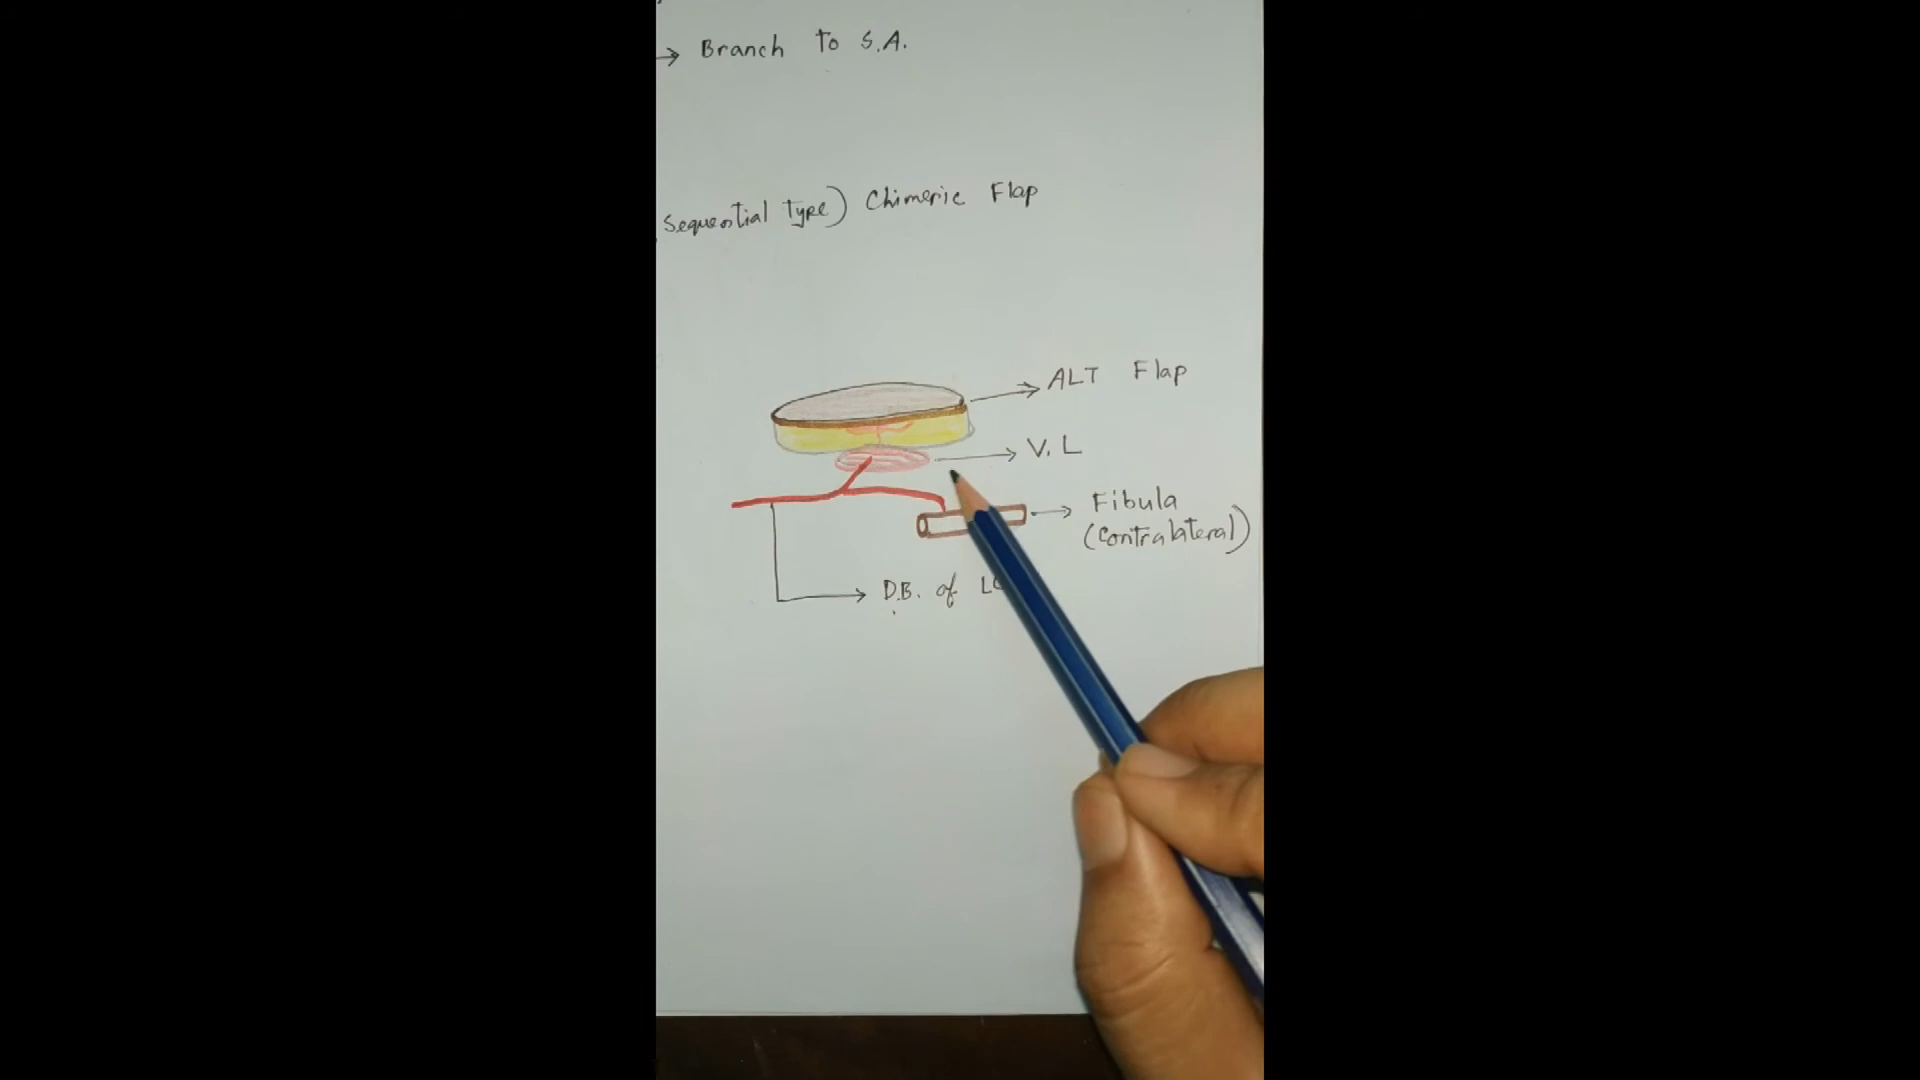 Branch to S.A.
Sequential Type) Chimeric Flap
ALT Flap
V.L
Fibula
(Contralateral)
D.B. of